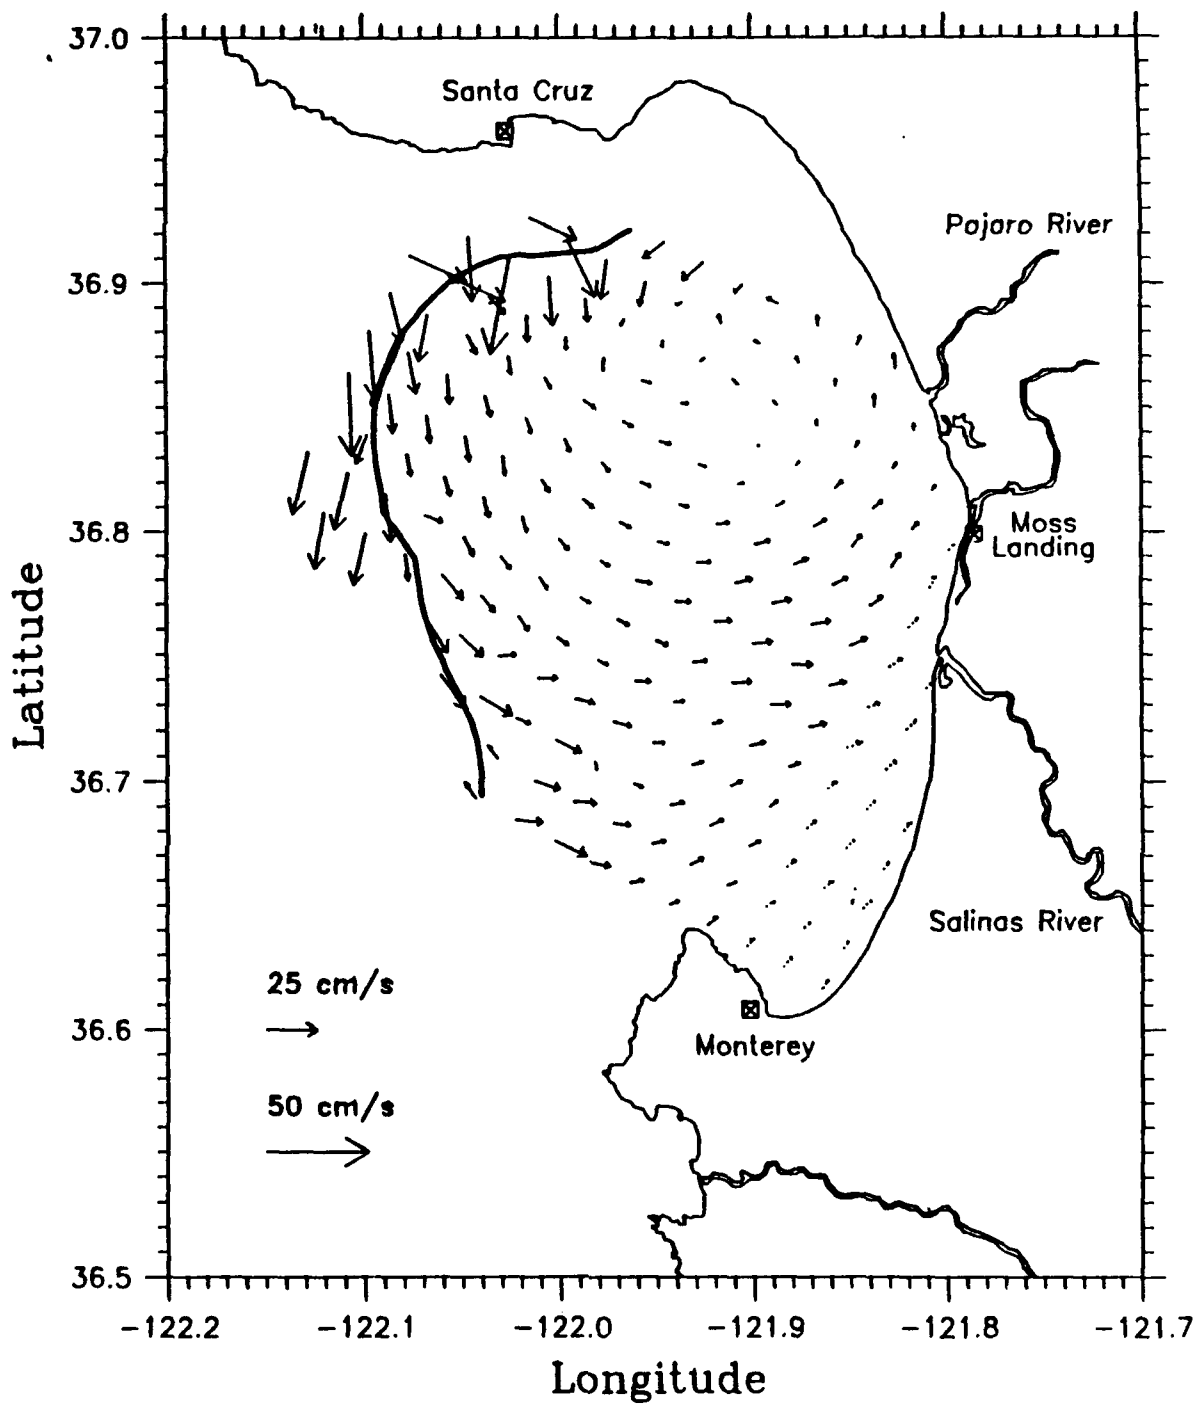 37.0
Santa Cruz
Pajaro River
36.9
Moss
Landing
36.8
Latitude
36.7
Salinas River
25 cm/s
36.6
Monterey
50 cm/s
36.5
-122.2 -122.1 -122.0 -121.9 -121.8 -121.7
Longitude